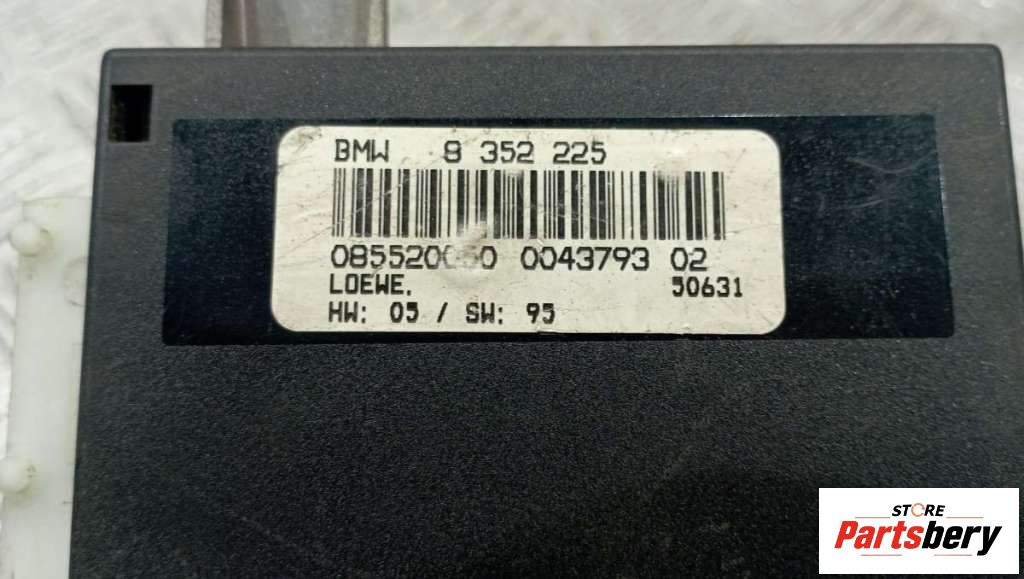 BMW 8 352 225
0043793 02
LOEWE. 50631
HW: 05 / SW: 95
STORE
Partsbery